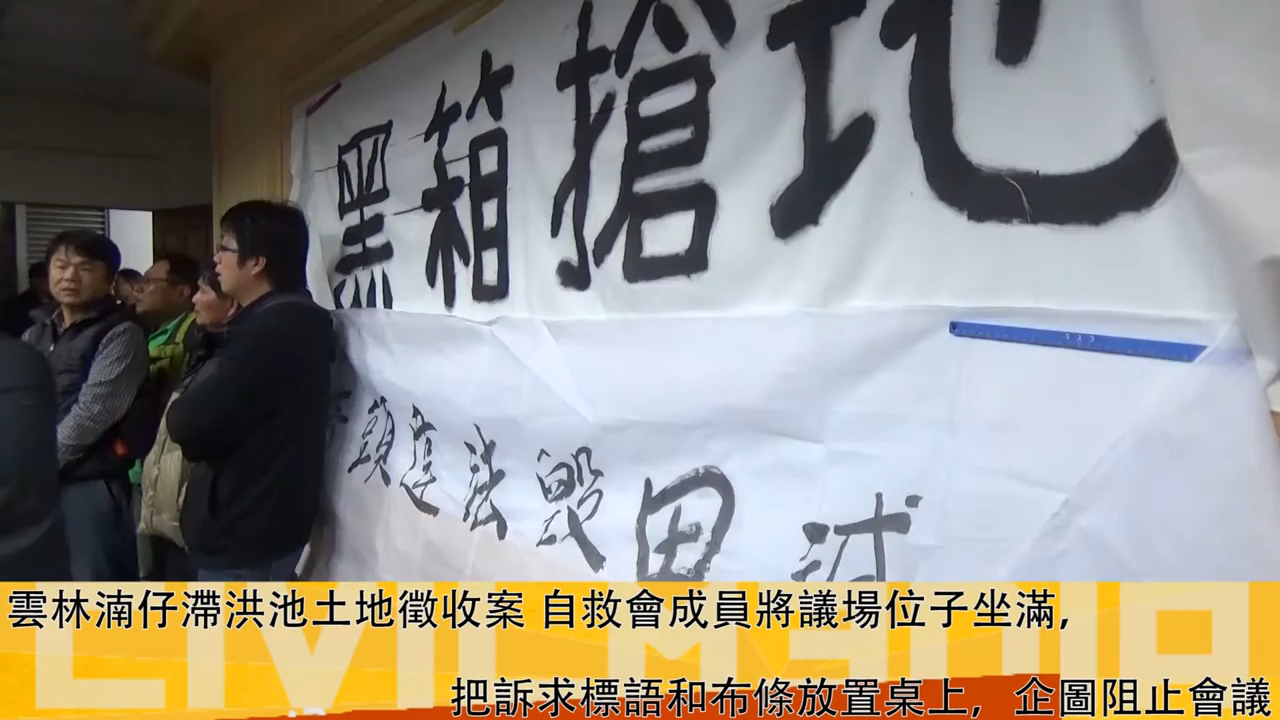 黑箱搶地
頭違法毀田
雲林湳仔滯洪池土地徵收案 自救會成員將議場位子坐滿,
把訴求標語和布條放置桌上, 企圖阻止會議